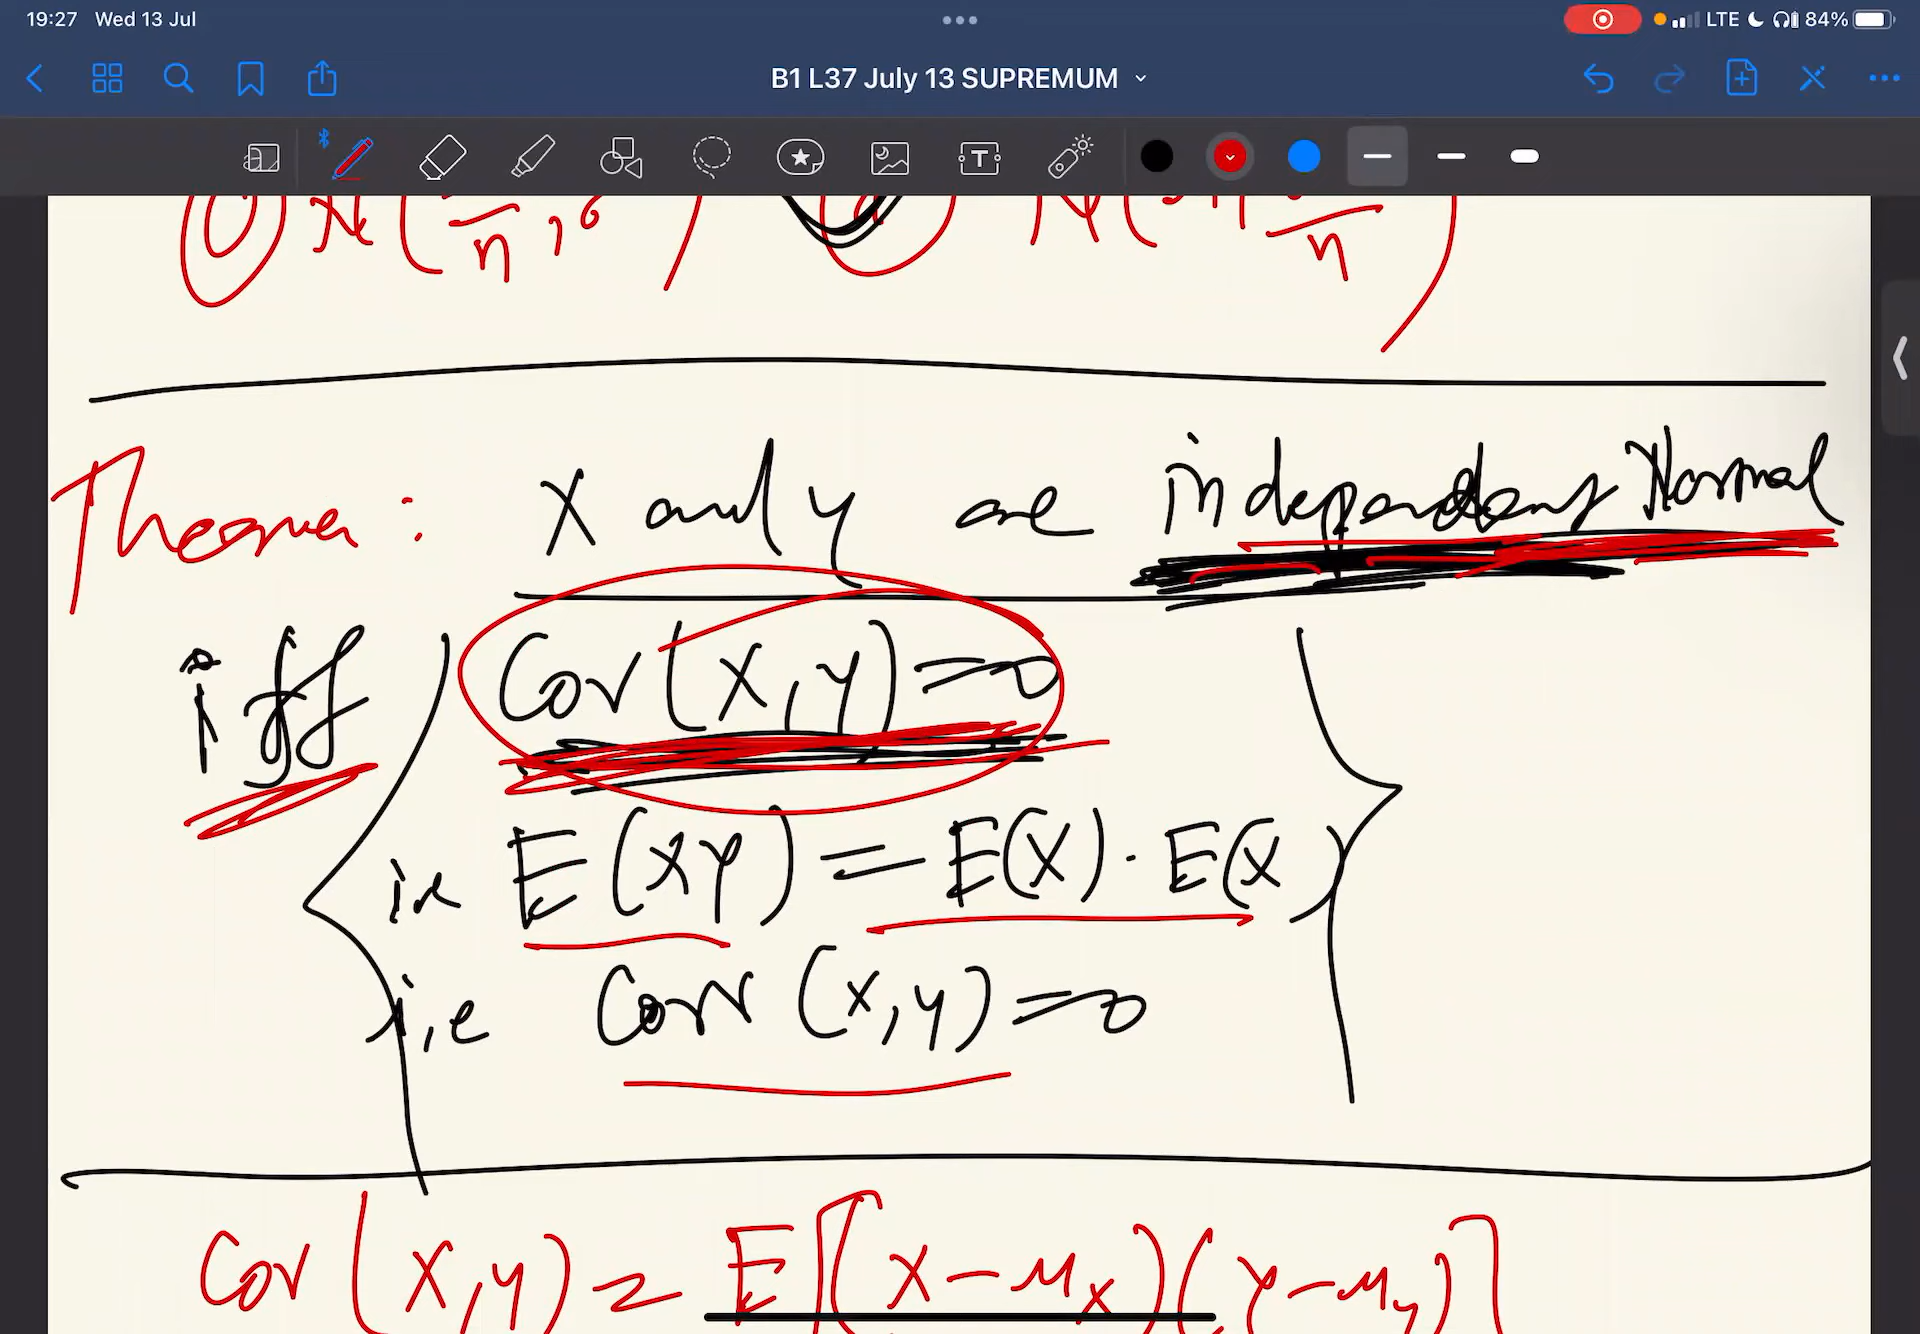 19:27 Wed 13 Jul
LTE 84%
B1 L37 July 13 SUPREMUM
n , n
Theorem : X and y are independent Normal
iff Cov(X,y)=0
ie E(XY) = E(X) · E(X)
i,e Corr (x,y)=0
Cov(X,y) = E[(X-μx)(Y-μy)]